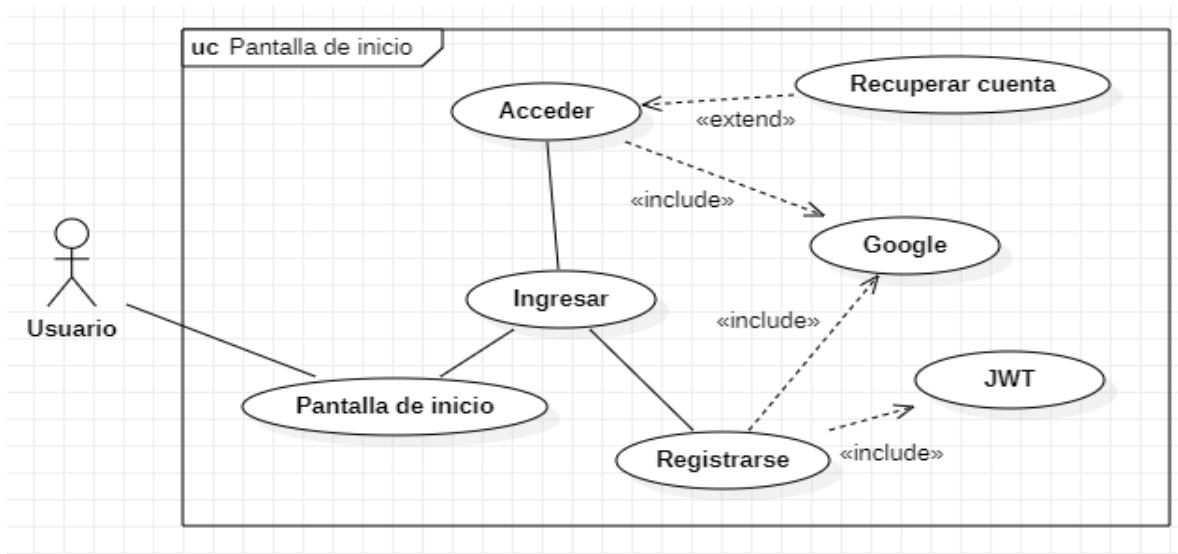 uc Pantalla de inicio
Recuperar cuenta
Acceder
«extend»
«include»
Google
Ingresar
«include»
Usuario
JWT
Pantalla de inicio
Registrarse
«include»